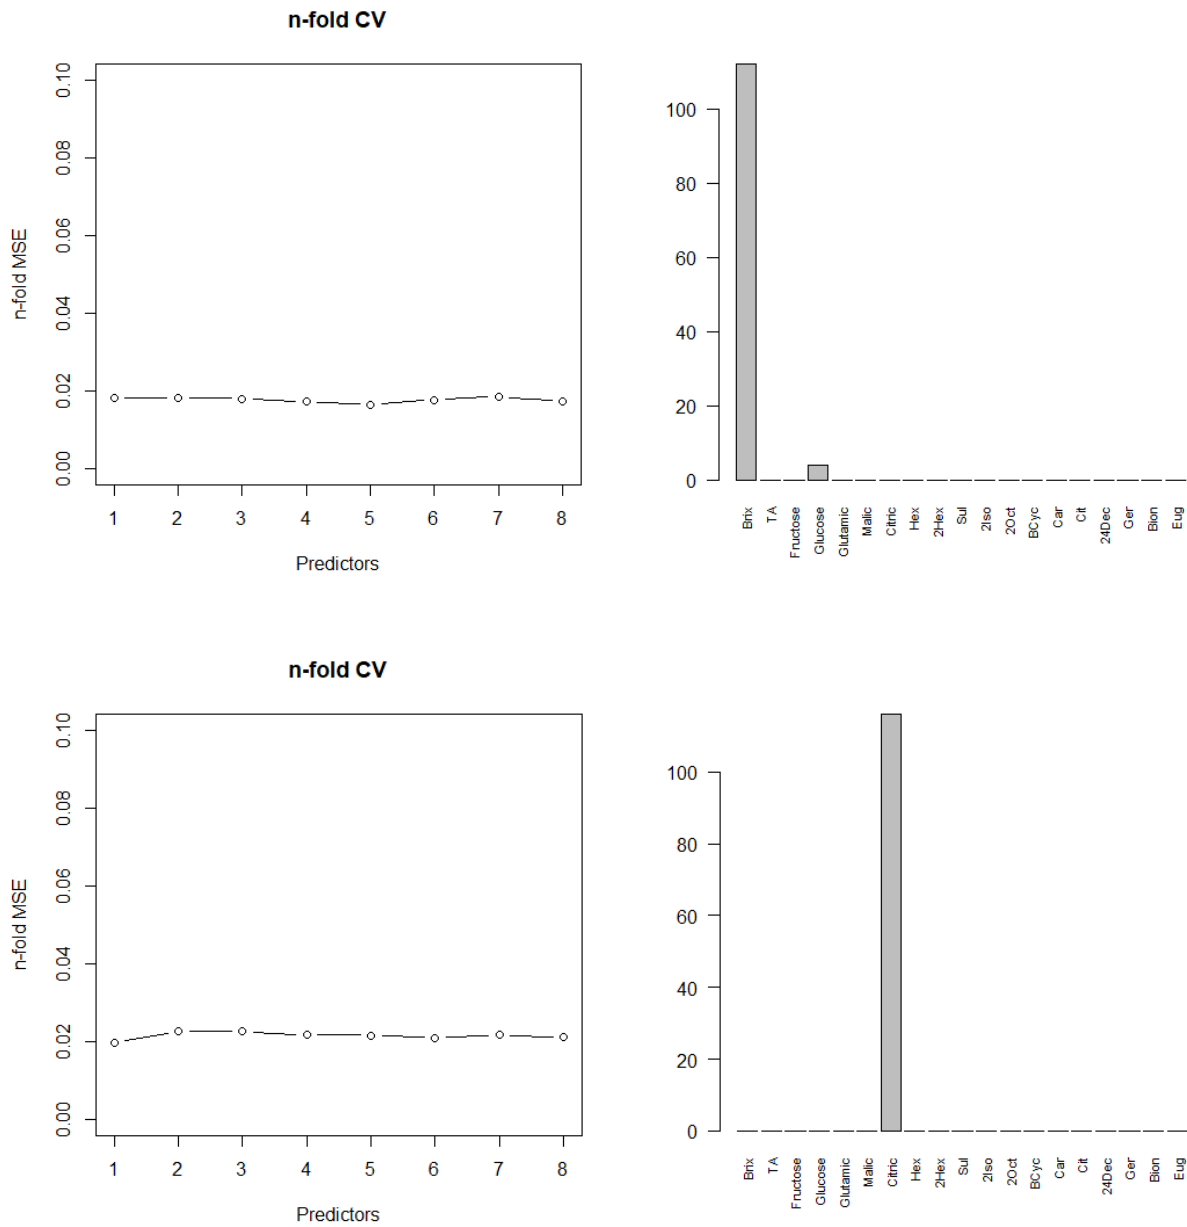 n-fold CV
n-fold MSE
0.10
0.08
0.06
0.04
0.02
0.00
1 2 3 4 5 6 7 8
Predictors
100
80
60
40
20
0
Brix TA Fructose Glucose Glutamic Malic Citric Hex 2Hex Sul 2Iso 2Oct BCyc Car Cit 24Dec Ger Bion Eug
n-fold CV
n-fold MSE
0.10
0.08
0.06
0.04
0.02
0.00
1 2 3 4 5 6 7 8
Predictors
100
80
60
40
20
0
Brix TA Fructose Glucose Glutamic Malic Citric Hex 2Hex Sul 2Iso 2Oct BCyc Car Cit 24Dec Ger Bion Eug